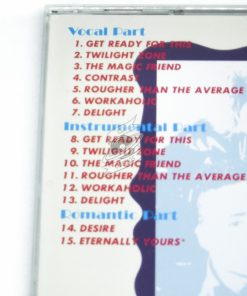 Vocal Part
1. GET READY FOR THIS
2. TWILIGHT ZONE
3. THE MAGIC FRIEND
4. CONTRAST
5. ROUGHER THAN THE AVERAGE
6. WORKAHOLIC
7. DELIGHT
Instrumental Part
8. GET READY FOR THIS
9. TWILIGHT ZONE
10. THE MAGIC FRIEND
11. ROUGHER THAN THE AVERAGE
12. WORKAHOLIC
13. DELIGHT
Romantic Part
14. DESIRE
15. ETERNALLY YOURS*